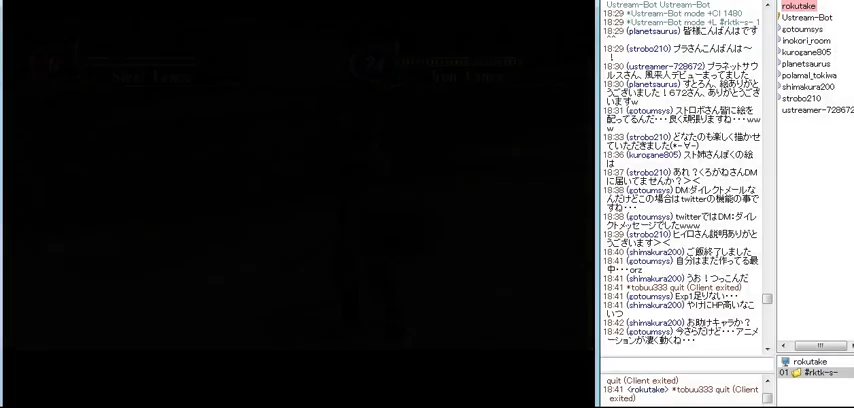 Ustream-Bot Ustream-Bot
18:29 *Ustream-Bot mode +Cl 1480
18:29 *Ustream-Bot mode +L #rktk-s-_1
18:29 (planetsaurus) 皆様こんばんはです
^^
18:29 (strobo210) プラさんこんばんは～
！
18:30 (ustreamer-728672) プラネットサウ
ルスさん、風来人デビューまってました
18:30 (planetsaurus) すとろん、絵ありがと
うございました！672さん、ありがとうござ
いますw
18:31 (gotoumsys) ストロボさん皆に絵を
配ってるんだ・・・良く頑張りますね・・・ww
w
18:33 (strobo210) どなたのも楽しく描かせ
ていただきました(*-∀-)
18:36 (kurogane805) スト姉さんぼくの絵
は
18:37 (strobo210) あれ？くろがねさんDM
に届いてませんか？＞＜
18:38 (gotoumsys) DM:ダイレクトメールな
んだけどこの場合はtwitterの機能の事で
すね・・・
18:38 (gotoumsys) twitterではDM：ダイレ
クトメッセージでしたwww
18:39 (strobo210) ヒイロさん説明ありがと
うございます＞＜
18:40 (shimakura200) ご飯終了しました
18:41 (gotoumsys) 自分はまだ作ってる最
中・・・orz
18:41 (shimakura200) うお！つっこんだ
18:41 *tobuu333 quit (Client exited)
18:41 (gotoumsys) Exp1足りない・・・
18:41 (shimakura200) やけにHP高いなこ
いつ
18:42 (shimakura200) お助けキャラか？
18:42 (gotoumsys) 今さらだけど・・・アニメ
ーションが凄く動くね・・・
quit (Client exited)
18:41 <rokutake> *tobuu333 quit (Client
exited)
rokutake
Ustream-Bot
gotoumsys
inokori_room
kurogane805
planetsaurus
polamal_tokiwa
shimakura200
strobo210
ustreamer-728672
rokutake
01 #rktk-s-